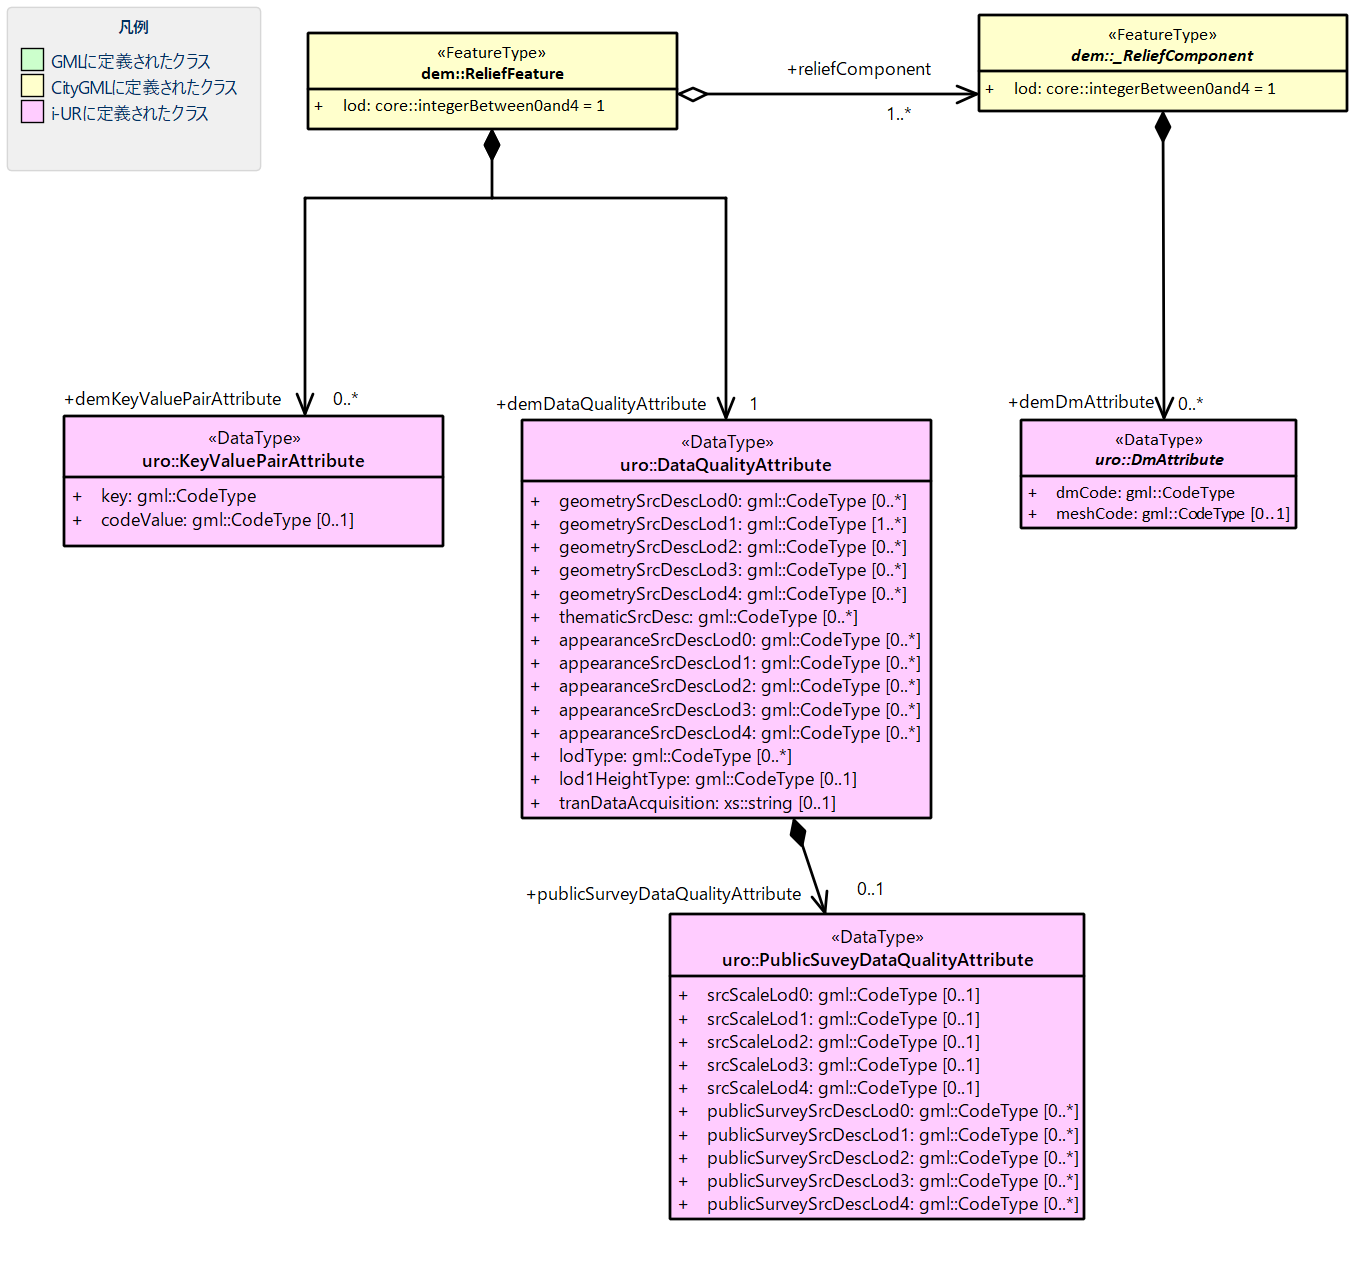 凡例
GMLに定義されたクラス
CityGMLに定義されたクラス
i-URに定義されたクラス
«FeatureType»
dem::ReliefFeature
+ lod: core::integerBetween0and4 = 1
+reliefComponent
1..*
«FeatureType»
dem::_ReliefComponent
+ lod: core::integerBetween0and4 = 1
+demKeyValuePairAttribute
0..*
«DataType»
uro::KeyValuePairAttribute
+ key: gml::CodeType
+ codeValue: gml::CodeType [0..1]
+demDataQualityAttribute
1
«DataType»
uro::DataQualityAttribute
+ geometrySrcDescLod0: gml::CodeType [0..*]
+ geometrySrcDescLod1: gml::CodeType [1..*]
+ geometrySrcDescLod2: gml::CodeType [0..*]
+ geometrySrcDescLod3: gml::CodeType [0..*]
+ geometrySrcDescLod4: gml::CodeType [0..*]
+ thematicSrcDesc: gml::CodeType [0..*]
+ appearanceSrcDescLod0: gml::CodeType [0..*]
+ appearanceSrcDescLod1: gml::CodeType [0..*]
+ appearanceSrcDescLod2: gml::CodeType [0..*]
+ appearanceSrcDescLod3: gml::CodeType [0..*]
+ appearanceSrcDescLod4: gml::CodeType [0..*]
+ lodType: gml::CodeType [0..*]
+ lod1HeightType: gml::CodeType [0..1]
+ tranDataAcquisition: xs::string [0..1]
+demDmAttribute
0..*
«DataType»
uro::DmAttribute
+ dmCode: gml::CodeType
+ meshCode: gml::CodeType [0..1]
+publicSurveyDataQualityAttribute
0..1
«DataType»
uro::PublicSuveyDataQualityAttribute
+ srcScaleLod0: gml::CodeType [0..1]
+ srcScaleLod1: gml::CodeType [0..1]
+ srcScaleLod2: gml::CodeType [0..1]
+ srcScaleLod3: gml::CodeType [0..1]
+ srcScaleLod4: gml::CodeType [0..1]
+ publicSurveySrcDescLod0: gml::CodeType [0..*]
+ publicSurveySrcDescLod1: gml::CodeType [0..*]
+ publicSurveySrcDescLod2: gml::CodeType [0..*]
+ publicSurveySrcDescLod3: gml::CodeType [0..*]
+ publicSurveySrcDescLod4: gml::CodeType [0..*]